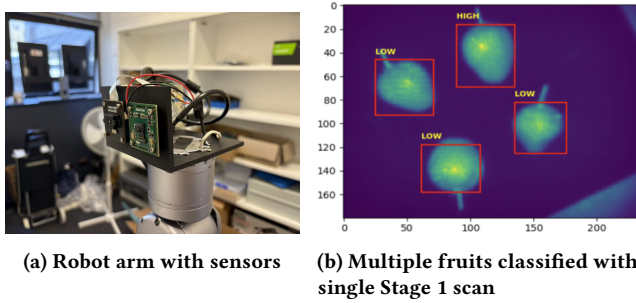 0
20
40
60
80
100
120
140
160
0
50
100
150
200
HIGH
LOW
LOW
LOW
(a) Robot arm with sensors
(b) Multiple fruits classified with
single Stage 1 scan